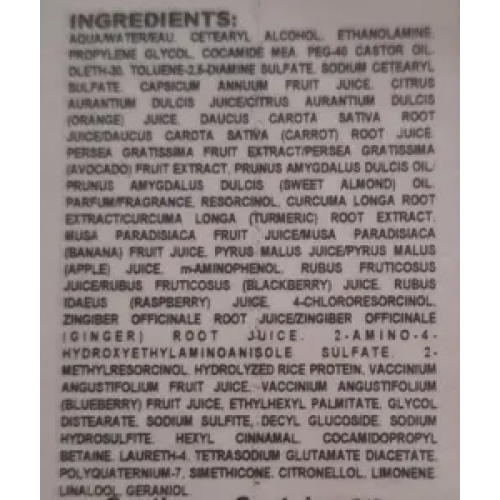 INGREDIENTS:
AQUA/WATER/EAU, CETEARYL ALCOHOL, ETHANOLAMINE,
PROPYLENE GLYCOL, COCAMIDE MEA, PEG-40 CASTOR OIL,
OLETH-30, TOLUENE-2,5-DIAMINE SULFATE, SODIUM CETEARYL
SULFATE, CAPSICUM ANNUUM FRUIT JUICE, CITRUS
AURANTIUM DULCIS JUICE/CITRUS AURANTIUM DULCIS
(ORANGE) JUICE, DAUCUS CAROTA SATIVA ROOT
JUICE/DAUCUS CAROTA SATIVA (CARROT) ROOT JUICE,
PERSEA GRATISSIMA FRUIT EXTRACT/PERSEA GRATISSIMA
(AVOCADO) FRUIT EXTRACT, PRUNUS AMYGDALUS DULCIS OIL/
PRUNUS AMYGDALUS DULCIS (SWEET ALMOND) OIL,
PARFUM/FRAGRANCE, RESORCINOL, CURCUMA LONGA ROOT
EXTRACT/CURCUMA LONGA (TURMERIC) ROOT EXTRACT,
MUSA PARADISIACA FRUIT JUICE/MUSA PARADISIACA
(BANANA) FRUIT JUICE, PYRUS MALUS JUICE/PYRUS MALUS
(APPLE) JUICE, m-AMINOPHENOL, RUBUS FRUTICOSUS
JUICE/RUBUS FRUTICOSUS (BLACKBERRY) JUICE, RUBUS
IDAEUS (RASPBERRY) JUICE, 4-CHLORORESORCINOL,
ZINGIBER OFFICINALE ROOT JUICE/ZINGIBER OFFICINALE
(GINGER) ROOT JUICE, 2-AMINO-4-
HYDROXYETHYLAMINOANISOLE SULFATE, 2-
METHYLRESORCINOL, HYDROLYZED RICE PROTEIN, VACCINIUM
ANGUSTIFOLIUM FRUIT JUICE, VACCINIUM ANGUSTIFOLIUM
(BLUEBERRY) FRUIT JUICE, ETHYLHEXYL PALMITATE, GLYCOL
DISTEARATE, SODIUM SULFITE, DECYL GLUCOSIDE, SODIUM
HYDROSULFITE, HEXYL CINNAMAL, COCAMIDOPROPYL
BETAINE, LAURETH-4, TETRASODIUM GLUTAMATE DIACETATE,
POLYQUATERNIUM-7, SIMETHICONE, CITRONELLOL, LIMONENE,
LINALOOL, GERANIOL